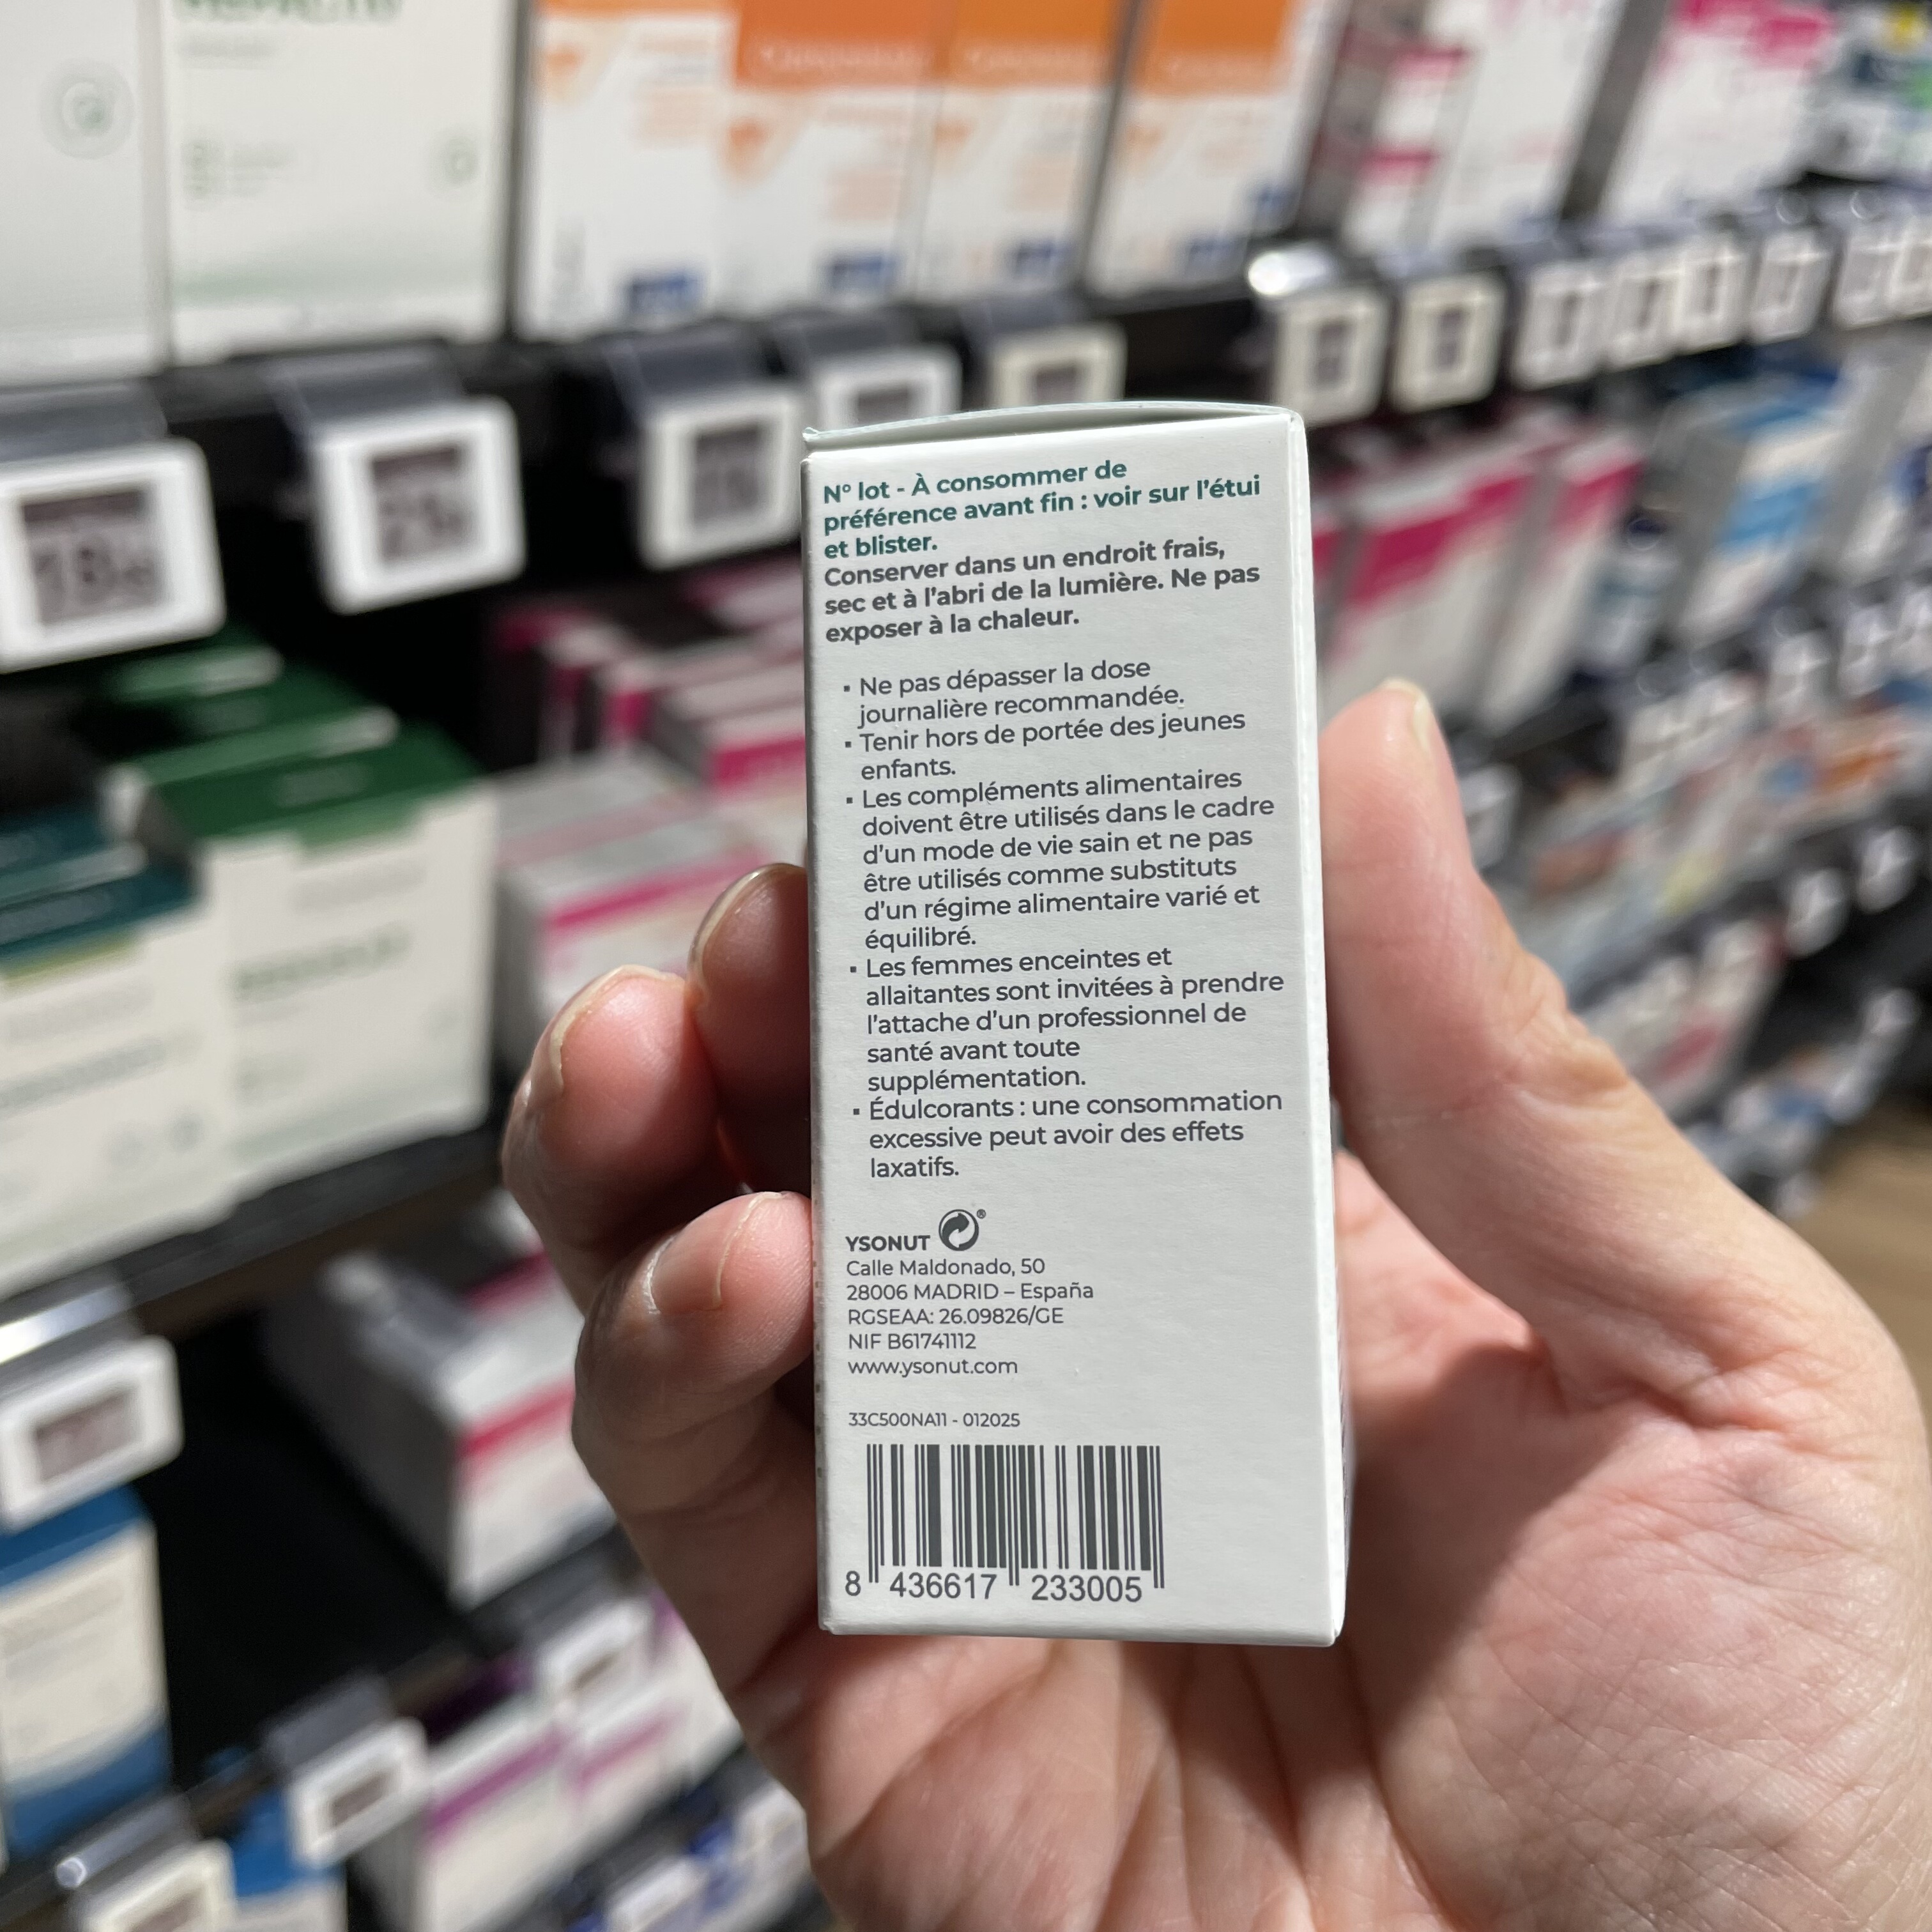 N° lot - À consommer de
préférence avant fin : voir sur l'étui
et blister.
Conserver dans un endroit frais,
sec et à l'abri de la lumière. Ne pas
exposer à la chaleur.
▪ Ne pas dépasser la dose
journalière recommandée.
▪ Tenir hors de portée des jeunes
enfants.
▪ Les compléments alimentaires
doivent être utilisés dans le cadre
d'un mode de vie sain et ne pas
être utilisés comme substituts
d'un régime alimentaire varié et
équilibré.
▪ Les femmes enceintes et
allaitantes sont invitées à prendre
l'attache d'un professionnel de
santé avant toute
supplémentation.
▪ Édulcorants : une consommation
excessive peut avoir des effets
laxatifs.
YSONUT ®
Calle Maldonado, 50
28006 MADRID – España
RGSEAA: 26.09826/GE
NIF B61741112
www.ysonut.com
33C500NA11 - 012025
8 436617 233005